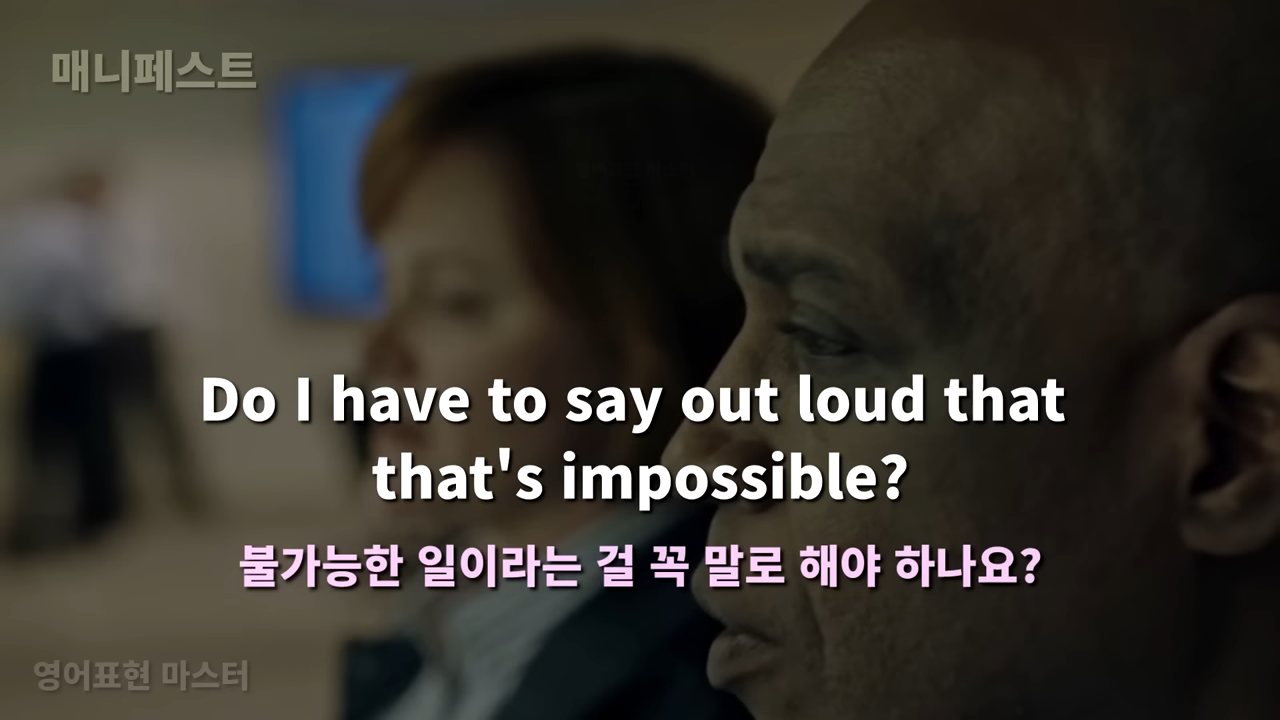 매니페스트
Do I have to say out loud that
that's impossible?
불가능한 일이라는 걸 꼭 말로 해야 하나요?
영어표현 마스터